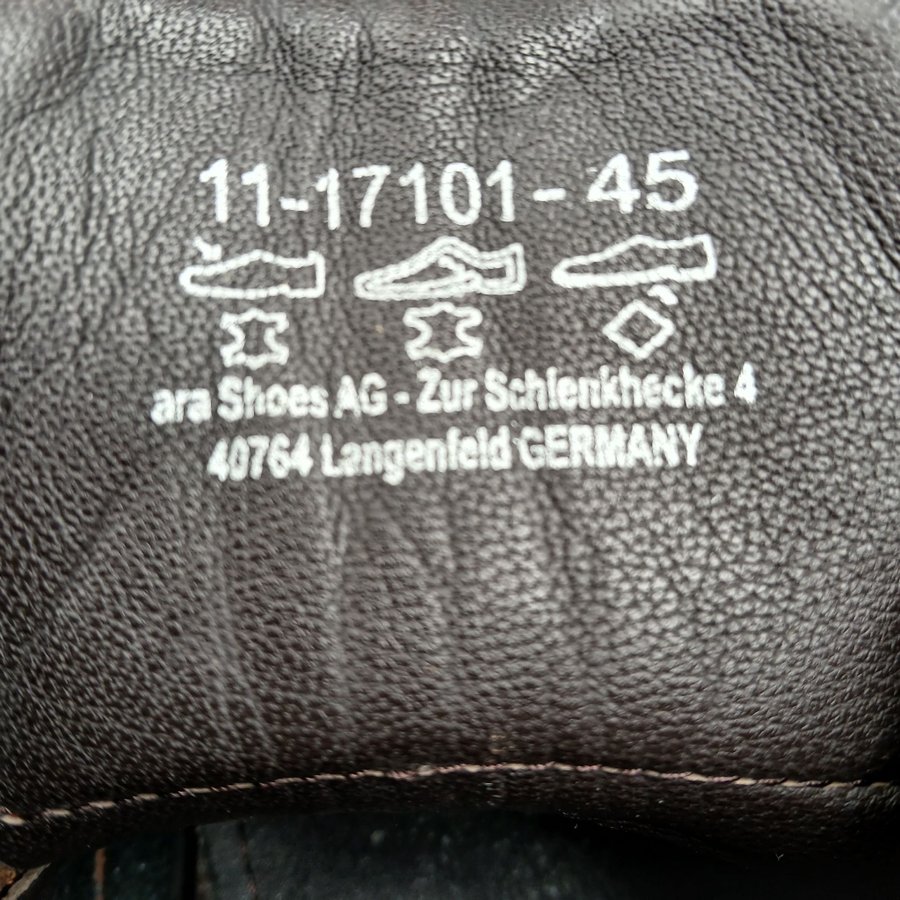 11-17101-45
ara Shoes AG - Zur Schlenkhecke 4
40764 Langenfeld GERMANY